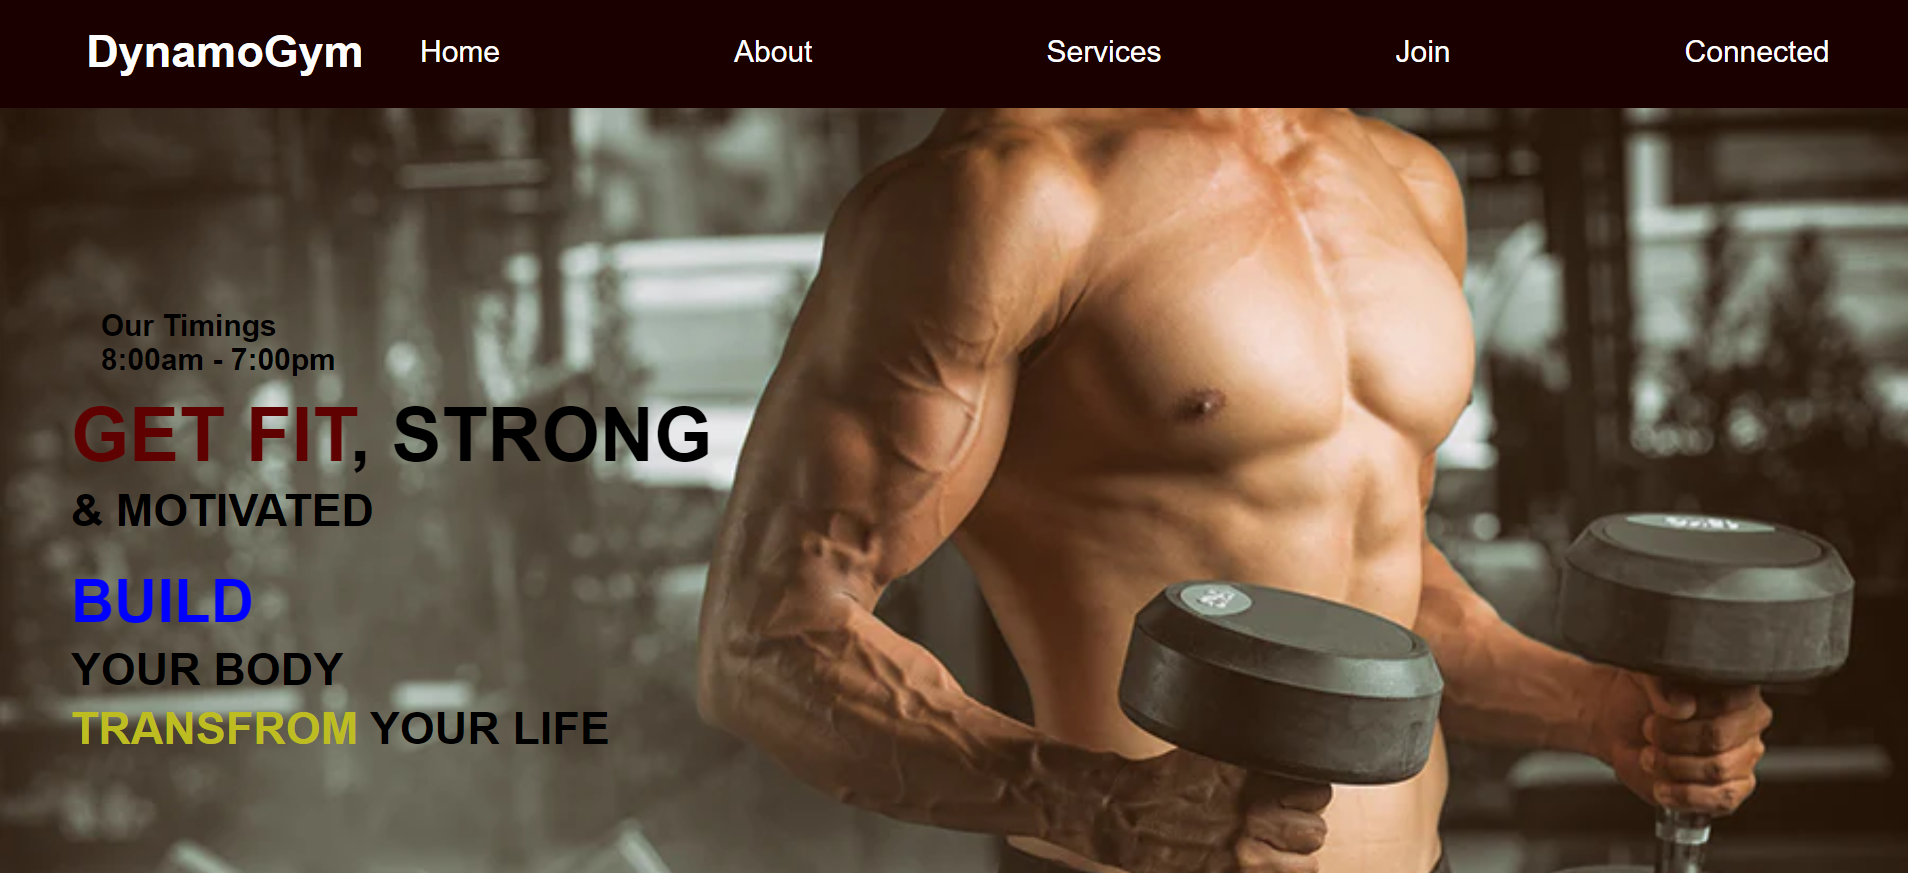 DynamoGym Home About Services Join Connected
Our Timings
8:00am - 7:00pm
GET FIT, STRONG
& MOTIVATED
BUILD
YOUR BODY
TRANSFROM YOUR LIFE